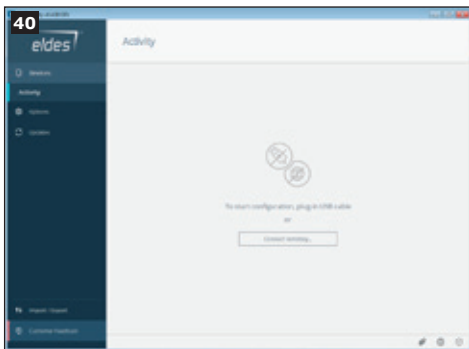 40
eldes
Activity
Devices
Activity
Options
Updates
To start configuration, plug in USB cable
or
Connect remotely...
Import / Export
Customer Feedback